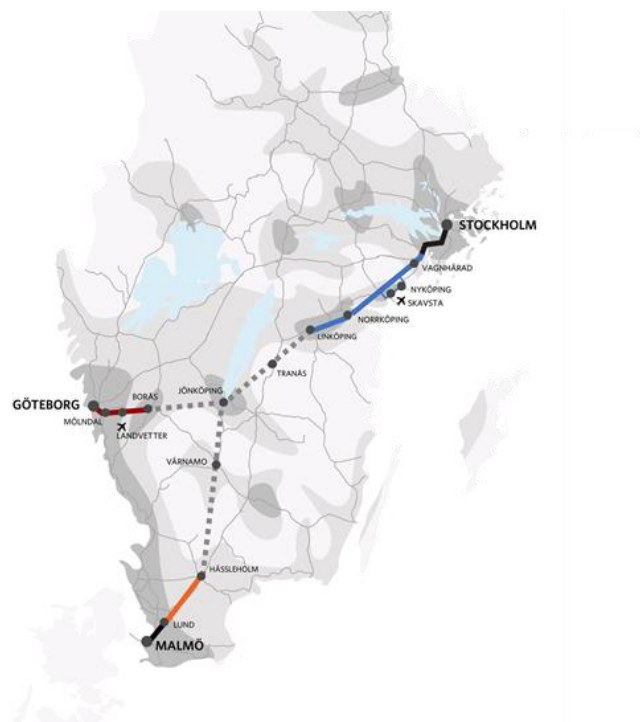 STOCKHOLM
VAGNHÄRAD
NYKÖPING
SKAVSTA
NORRKÖPING
LINKÖPING
TRANÅS
JÖNKÖPING
BORÅS
GÖTEBORG
MÖLNDAL
LANDVETTER
VÄRNAMO
HÄSSLEHOLM
LUND
MALMÖ